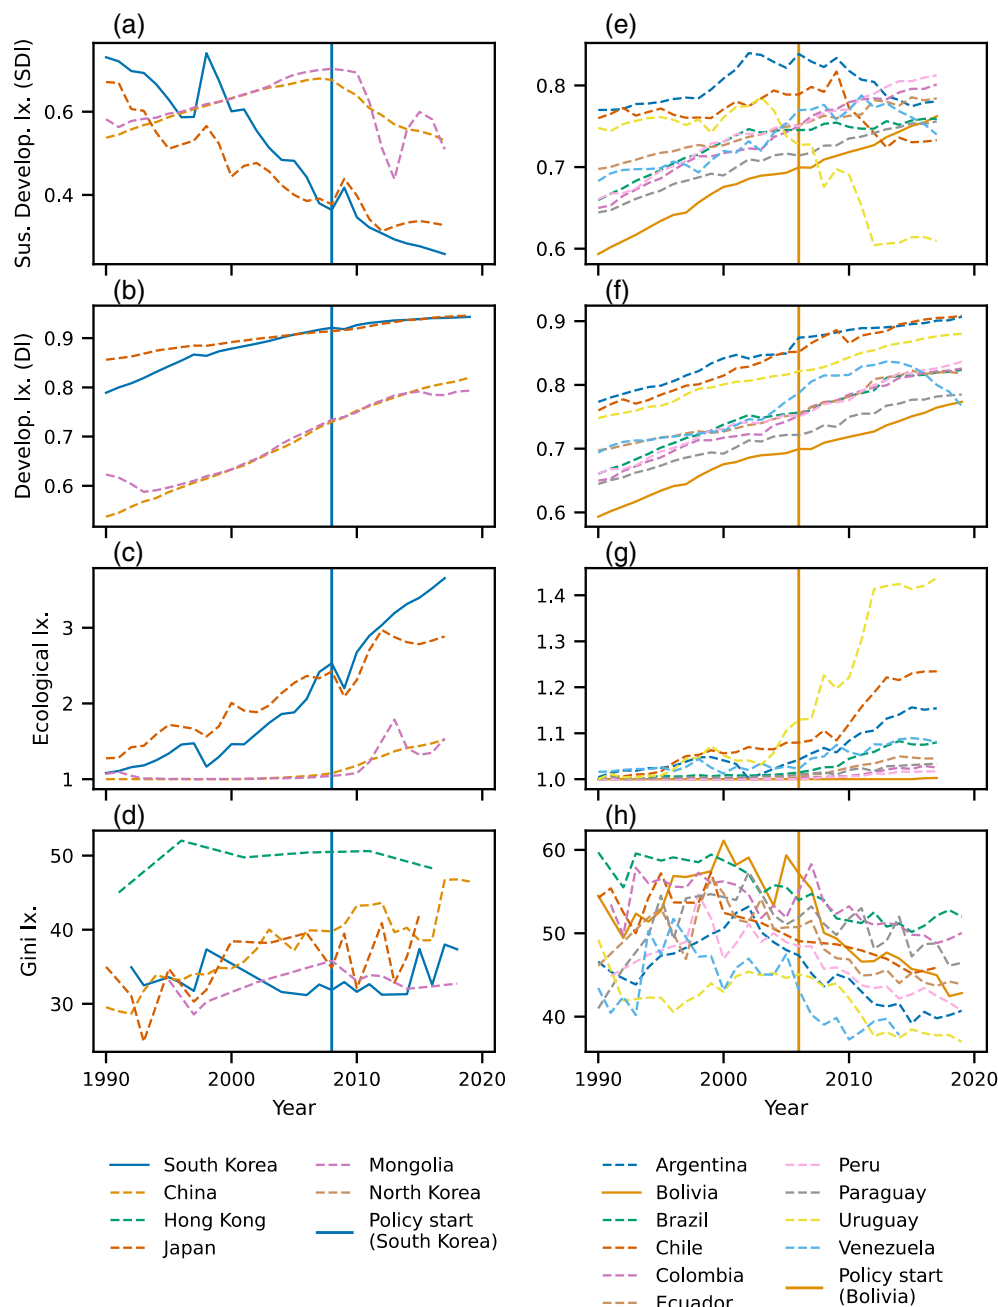 (a)
(e)
Sus. Develop. Ix. (SDI)
0.6
0.4
0.8
0.7
0.6
(b)
(f)
Develop. Ix. (DI)
0.9
0.8
0.7
0.6
0.9
0.8
0.7
0.6
(c)
(g)
Ecological Ix.
3
2
1
1.4
1.3
1.2
1.1
1.0
(d)
(h)
Gini Ix.
50
40
30
60
50
40
1990 2000 2010 2020
1990 2000 2010 2020
Year
Year
South Korea
China
Hong Kong
Japan
Mongolia
North Korea
Policy start
(South Korea)
Argentina
Bolivia
Brazil
Chile
Colombia
Ecuador
Peru
Paraguay
Uruguay
Venezuela
Policy start
(Bolivia)